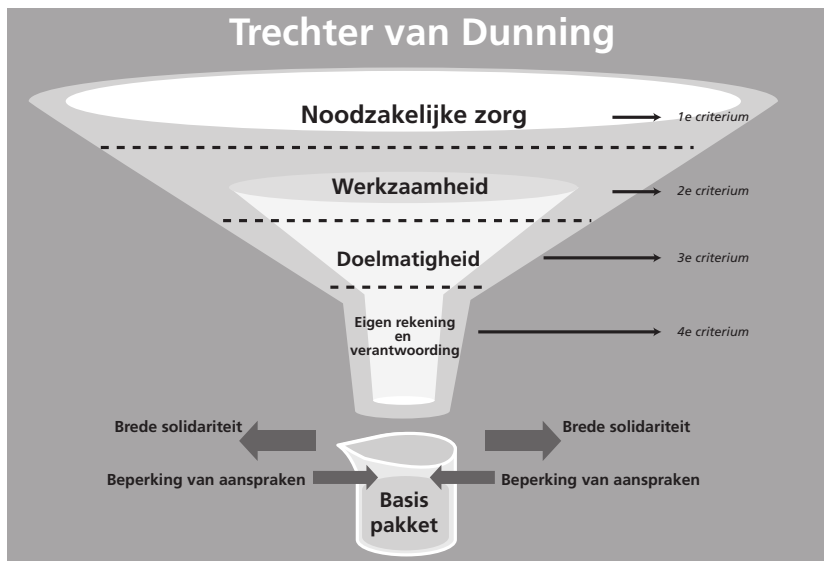 Trechter van Dunning
Noodzakelijke zorg
1e criterium
Werkzaamheid
2e criterium
Doelmatigheid
3e criterium
Eigen rekening
en
verantwoording
4e criterium
Brede solidariteit
Brede solidariteit
Beperking van aanspraken
Beperking van aanspraken
Basis
pakket